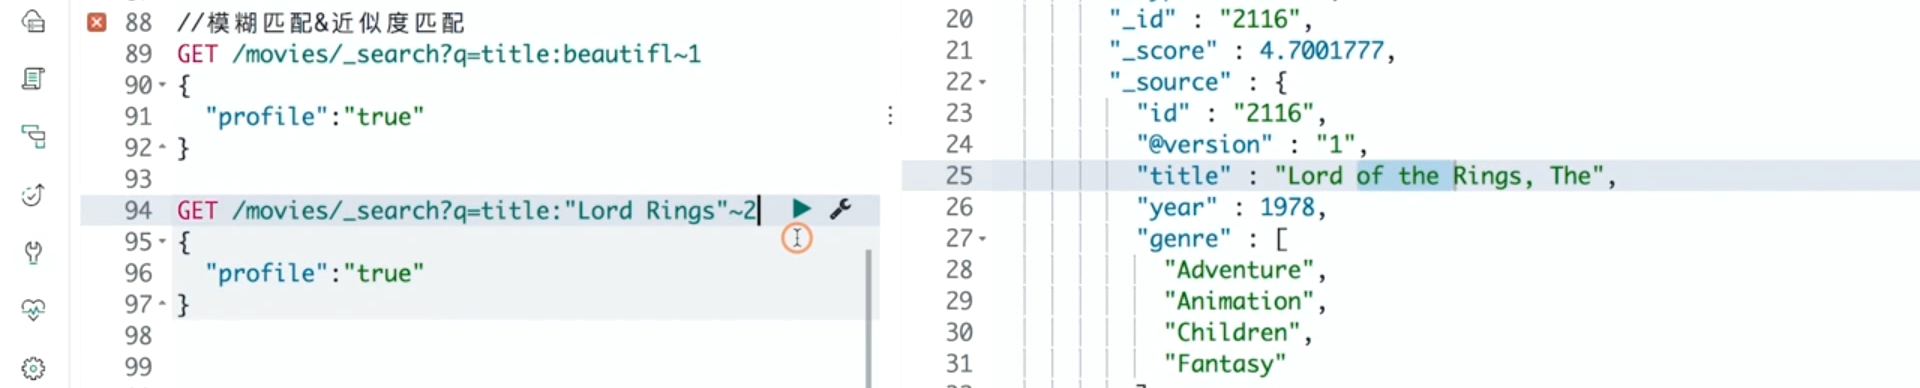 88 //模糊匹配&近似度匹配
89 GET /movies/_search?q=title:beautifl~1
90 {
91 "profile":"true"
92 }
93
94 GET /movies/_search?q=title:"Lord Rings"~2
95 {
96 "profile":"true"
97 }
98
99
20 "_id" : "2116",
21 "_score" : 4.7001777,
22 "_source" : {
23 "id" : "2116",
24 "@version" : "1",
25 "title" : "Lord of the Rings, The",
26 "year" : 1978,
27 "genre" : [
28 "Adventure",
29 "Animation",
30 "Children",
31 "Fantasy"